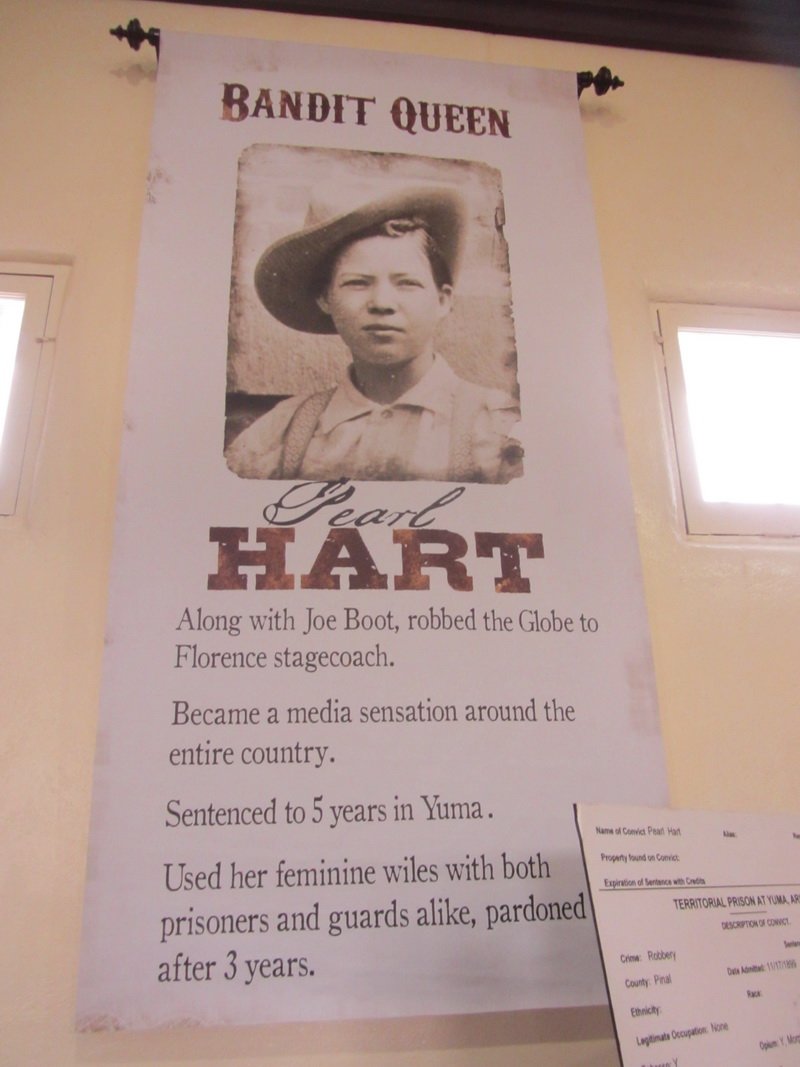 BANDIT QUEEN
Pearl
HART
Along with Joe Boot, robbed the Globe to
Florence stagecoach.
Became a media sensation around the
entire country.
Sentenced to 5 years in Yuma.
Used her feminine wiles with both
prisoners and guards alike, pardoned
after 3 years.
Name of Convict Pearl Hart Alias:
Property found on Convict:
Expiration of Sentence with Credits
TERRITORIAL PRISON AT YUMA,
DESCRIPTION OF CONVICT.
Crime: Robbery Date Admitted: 11/17/1899
County: Pinal Race:
Ethnicity:
Legitimate Occupation: None Opium: Y,